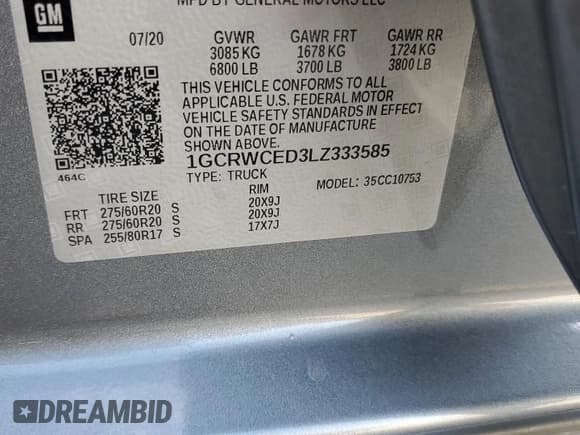 MFD BY GENERAL MOTORS LLC
GM
07/20 GVWR GAWR FRT GAWR RR
3085 KG 1678 KG 1724 KG
6800 LB 3700 LB 3800 LB
THIS VEHICLE CONFORMS TO ALL
APPLICABLE U.S. FEDERAL MOTOR
VEHICLE SAFETY STANDARDS IN EFFECT
ON THE DATE OF MANUFACTURE
SHOWN ABOVE.
1GCRWCED3LZ333585
464C
TYPE: TRUCK MODEL: 35CC10753
TIRE SIZE RIM
FRT 275/60R20 S 20X9J
RR 275/60R20 S 20X9J
SPA 255/80R17 S 17X7J
DREAMBID